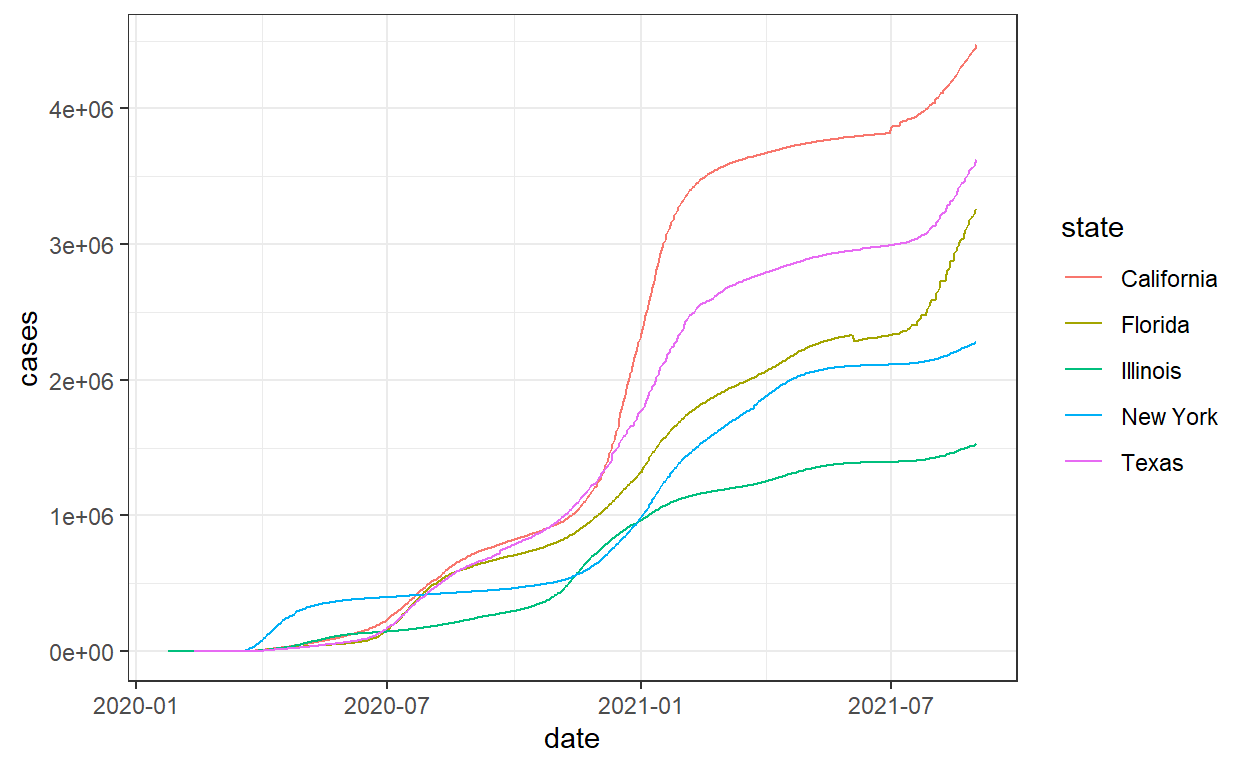 4e+06
3e+06
2e+06
1e+06
0e+00
cases
2020-01
2020-07
2021-01
2021-07
date
state
California
Florida
Illinois
New York
Texas